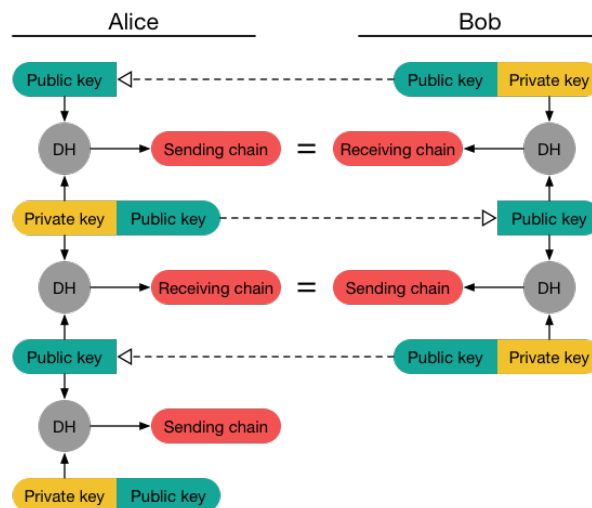 Alice Bob
Public key Public key Private key
DH Sending chain = Receiving chain DH
Private key Public key Public key
DH Receiving chain = Sending chain DH
Public key Public key Private key
DH Sending chain
Private key Public key